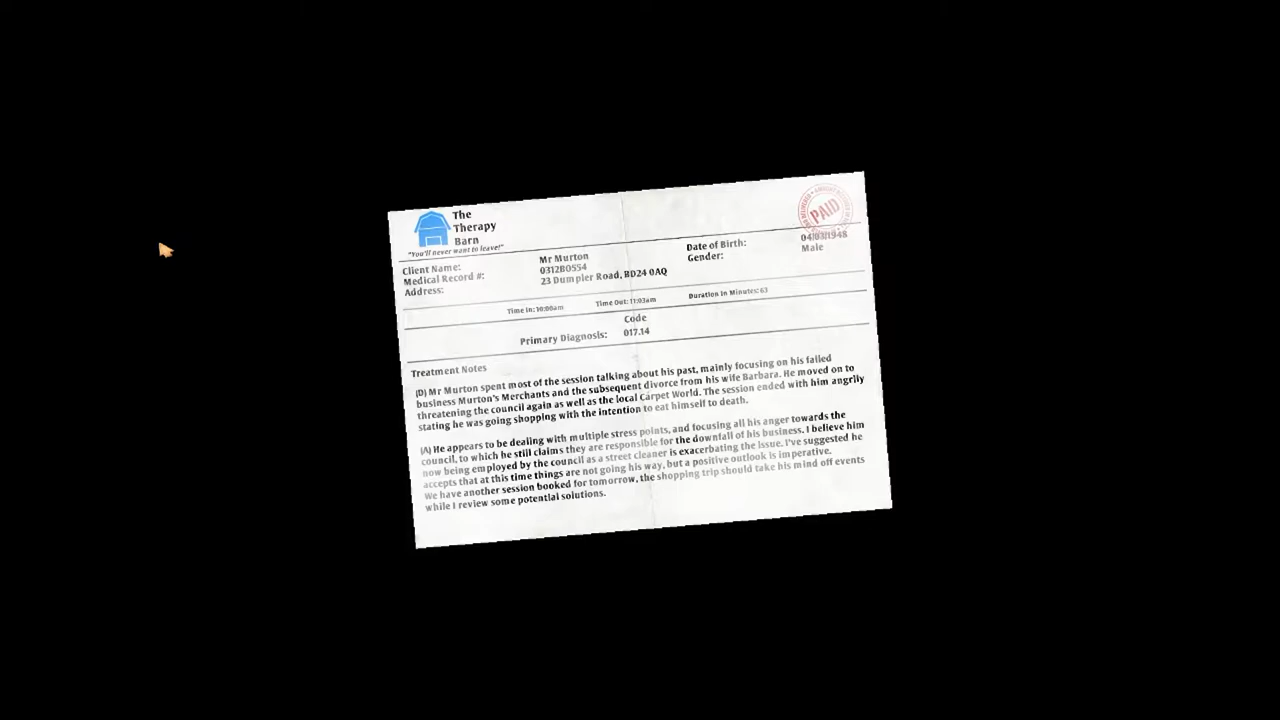 The
Therapy
Barn
"You'll never want to leave!"
PAID
Client Name: Mr Murton Date of Birth: 04/03/1948
Medical Record #: 0312B0554 Gender: Male
Address: 23 Dumpler Road, BD24 0AQ
Time In: 10:00am Time Out: 11:03am Duration in Minutes: 63
Code
Primary Diagnosis: 017.14
Treatment Notes
(D) Mr Murton spent most of the session talking about his past, mainly focusing on his failed
business Murton's Merchants and the subsequent divorce from his wife Barbara. He moved on to
threatening the council again as well as the local Carpet World. The session ended with him angrily
stating he was going shopping with the intention to eat himself to death.
(A) He appears to be dealing with multiple stress points, and focusing all his anger towards the
council, to which he still claims they are responsible for the downfall of his business. I believe him
now being employed by the council as a street cleaner is exacerbating the issue. I've suggested he
accepts that at this time things are not going his way, but a positive outlook is imperative.
We have another session booked for tomorrow, the shopping trip should take his mind off events
while I review some potential solutions.